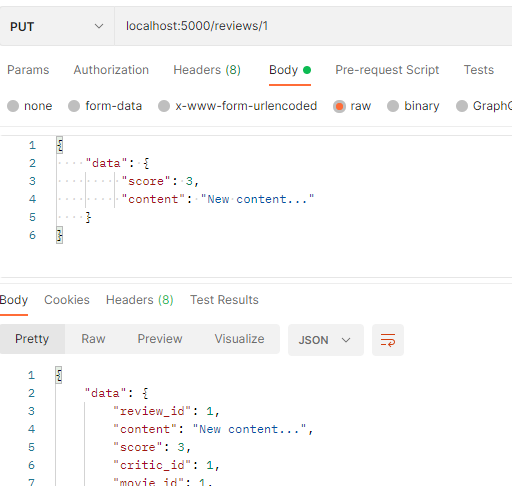 PUT localhost:5000/reviews/1
Params Authorization Headers (8) Body Pre-request Script Tests
none form-data x-www-form-urlencoded raw binary
1 {
2 "data": {
3 "score": 3,
4 "content": "New content..."
5 }
6 }
Body Cookies Headers (8) Test Results
Pretty Raw Preview Visualize JSON
1 {
2 "data": {
3 "review_id": 1,
4 "content": "New content...",
5 "score": 3,
6 "critic_id": 1,
7 "movie_id": 1,